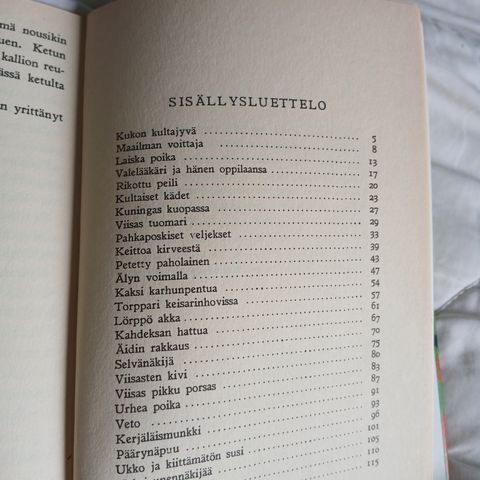 mä nousikin
uen. Ketun
kallion reu-
ässä ketulta
n yrittänyt
SISÄLLYSLUETTELO
Kukon kultajyvä 5
Maailman voittaja 8
Laiska poika 13
Valelääkäri ja hänen oppilaansa 17
Rikottu peili 20
Kultaiset kädet 23
Kuningas kuopassa 27
Viisas tuomari 29
Pahkaposkiset veljekset 33
Keittoa kirveestä 39
Petetty paholainen 43
Älyn voimalla 47
Kaksi karhunpentua 54
Torppari keisarinhovissa 57
Lörppö akka 61
Kahdeksan hattua 67
Äidin rakkaus 70
Selvänäkijä 75
Viisasten kivi 80
Viisas pikku porsas 83
Urhea poika 87
Veto 91
Kerjäläismunkki 93
Päärynäpuu 96
Ukko ja kiittämätön susi 101
105
110
115